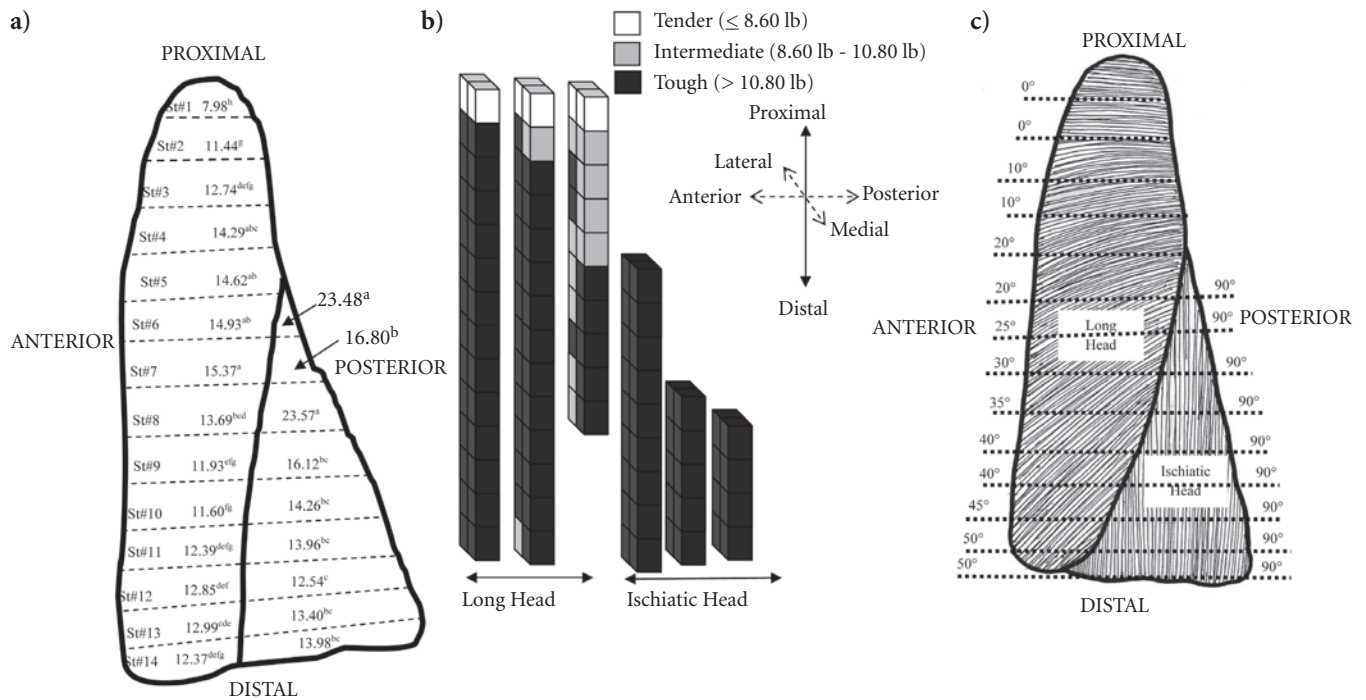 a)
PROXIMAL
St#1 7.98h
St#2 11.44g
St#3 12.74defg
St#4 14.29abc
St#5 14.62ab
St#6 14.93ab
St#7 15.37a
St#8 13.69bcd
St#9 11.93efg
St#10 11.60fg
St#11 12.39defg
St#12 12.85def
St#13 12.99cde
St#14 12.37defg
23.48a
16.80b
23.57a
16.12bc
14.26bc
13.96bc
12.54c
13.40bc
13.98bc
ANTERIOR
POSTERIOR
DISTAL
b)
Tender (≤ 8.60 lb)
Intermediate (8.60 lb - 10.80 lb)
Tough (> 10.80 lb)
Proximal
Lateral
Anterior
Posterior
Medial
Distal
Long Head
Ischiatic Head
c)
PROXIMAL
0°
0°
10°
10°
20°
20° 90°
25° 90°
30° 90°
35° 90°
40° 90°
40° 90°
45° 90°
50° 90°
50° 90°
ANTERIOR
POSTERIOR
Long
Head
Ischiatic
Head
DISTAL